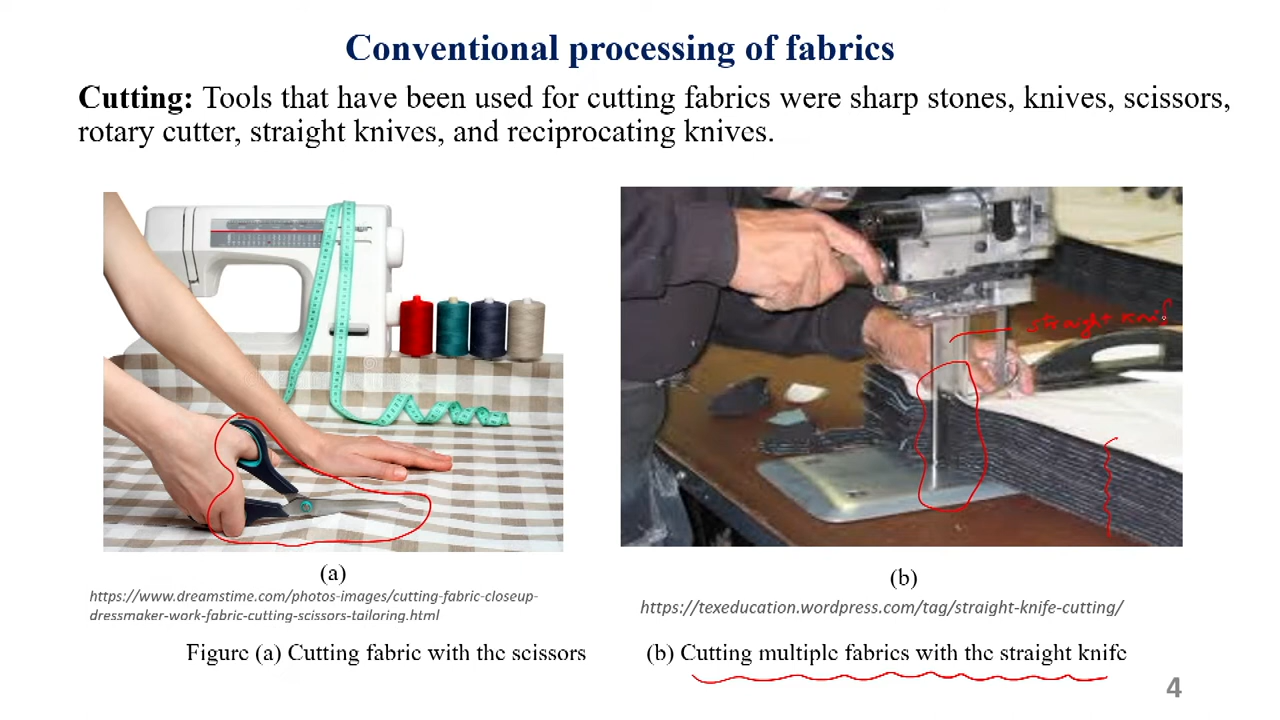 Conventional processing of fabrics
Cutting: Tools that have been used for cutting fabrics were sharp stones, knives, scissors,
rotary cutter, straight knives, and reciprocating knives.
straight knif
(a)
(b)
https://www.dreamstime.com/photos-images/cutting-fabric-closeup-
dressmaker-work-fabric-cutting-scissors-tailoring.html
https://texeducation.wordpress.com/tag/straight-knife-cutting/
Figure (a) Cutting fabric with the scissors
(b) Cutting multiple fabrics with the straight knife
4